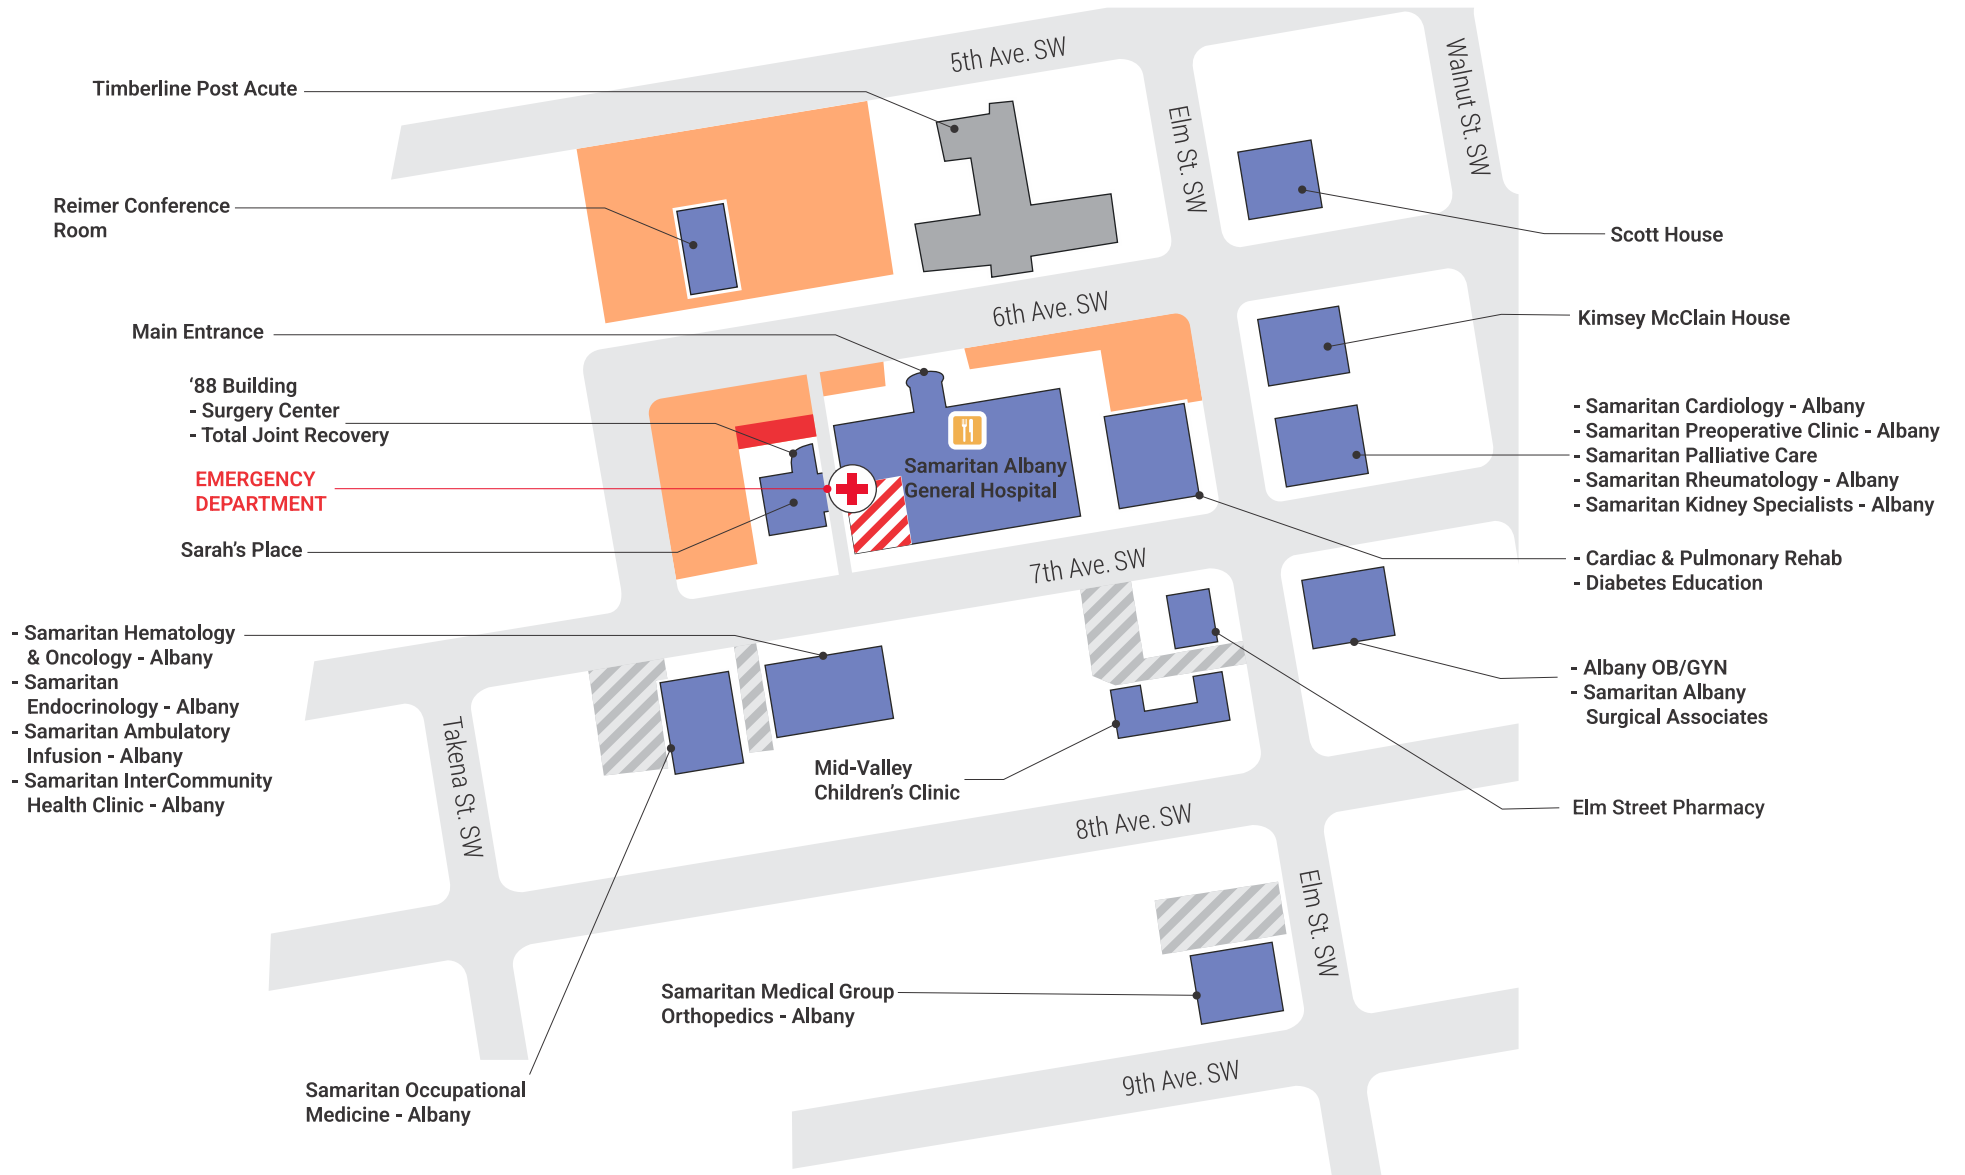 5th Ave. SW
Walnut St. SW
Timberline Post Acute
Elm St. SW
Reimer Conference
Room
Scott House
6th Ave. SW
Kimsey McClain House
Main Entrance
‘88 Building
- Surgery Center
- Total Joint Recovery
- Samaritan Cardiology - Albany
- Samaritan Preoperative Clinic - Albany
- Samaritan Palliative Care
- Samaritan Rheumatology - Albany
- Samaritan Kidney Specialists - Albany
EMERGENCY
DEPARTMENT
Samaritan Albany
General Hospital
Sarah’s Place
7th Ave. SW
- Cardiac & Pulmonary Rehab
- Diabetes Education
- Samaritan Hematology
& Oncology - Albany
- Samaritan
Endocrinology - Albany
- Samaritan Ambulatory
Infusion - Albany
- Samaritan InterCommunity
Health Clinic - Albany
- Albany OB/GYN
- Samaritan Albany
Surgical Associates
Takena St. SW
Mid-Valley
Children’s Clinic
Elm Street Pharmacy
8th Ave. SW
Elm St. SW
Samaritan Medical Group
Orthopedics - Albany
9th Ave. SW
Samaritan Occupational
Medicine - Albany